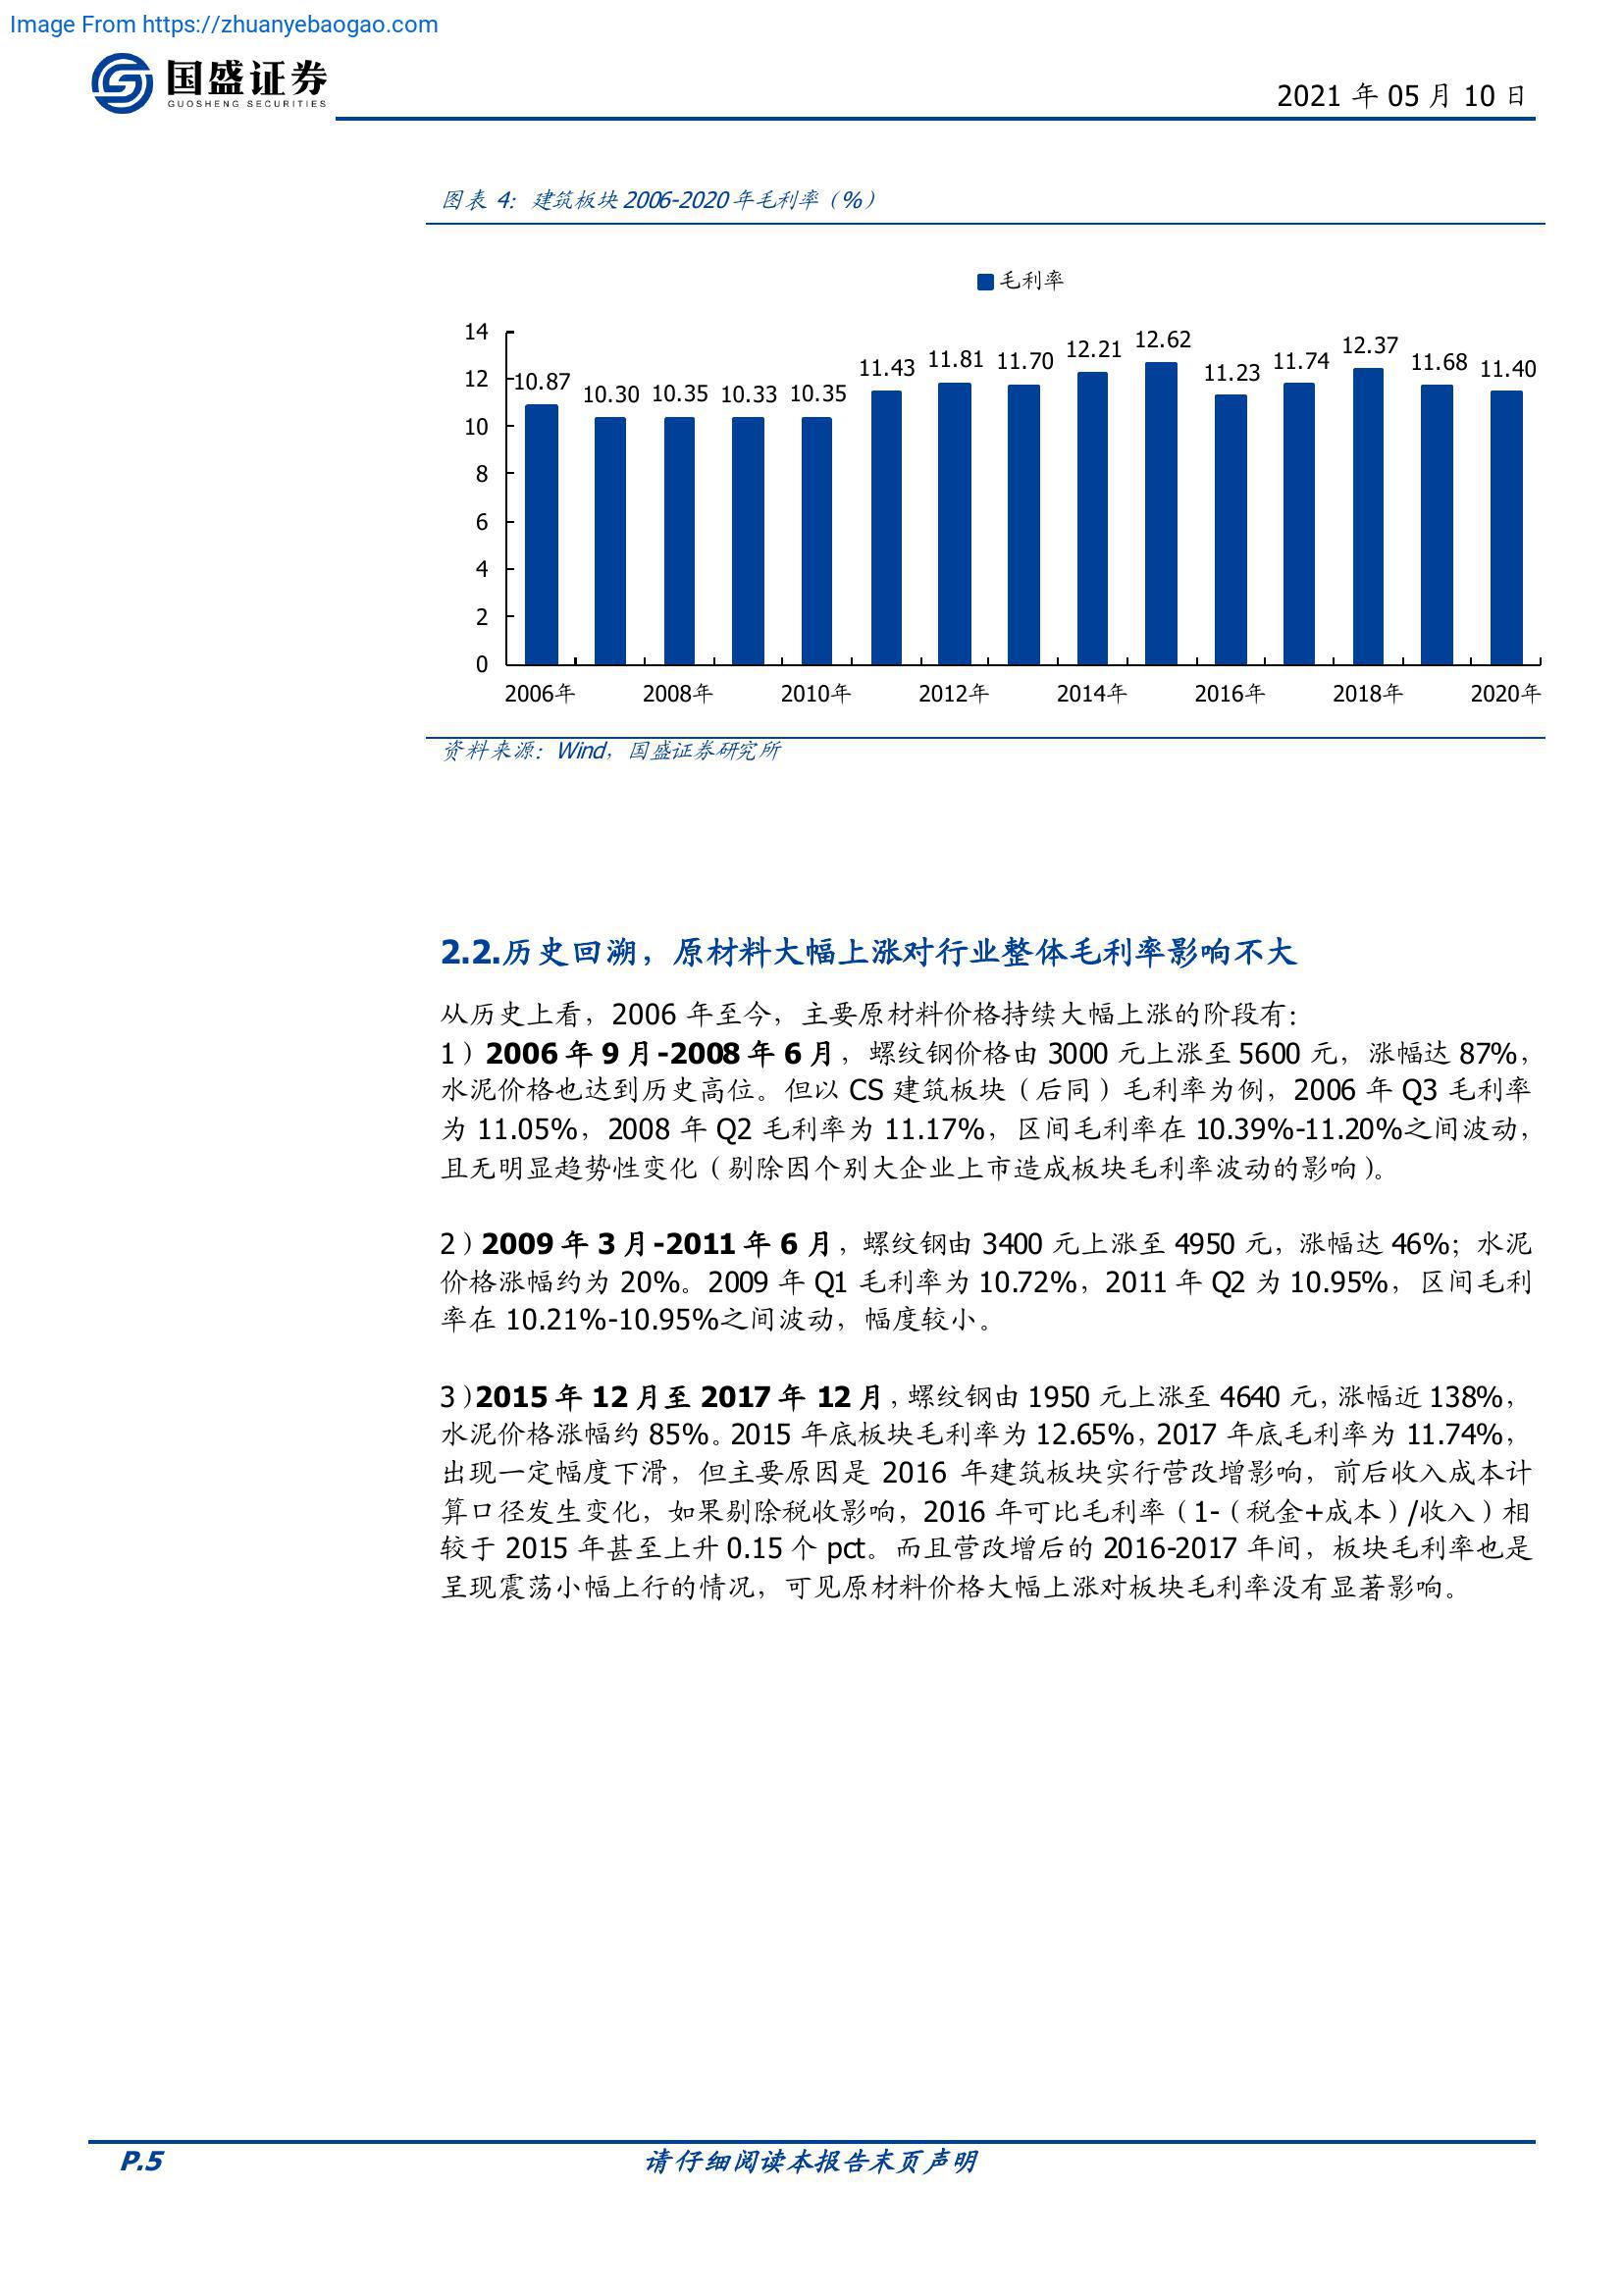 Image From https://zhuanyebaogao.com
国盛证券
GUOSHENG SECURITIES
2021 年 05 月 10 日
图表 4: 建筑板块 2006-2020 年毛利率（%）
毛利率
14
12
10
8
6
4
2
0
10.87 10.30 10.35 10.33 10.35 11.43 11.81 11.70 12.21 12.62 11.23 11.74 12.37 11.68 11.40
2006年 2008年 2010年 2012年 2014年 2016年 2018年 2020年
资料来源：Wind，国盛证券研究所
2.2.历史回溯，原材料大幅上涨对行业整体毛利率影响不大
从历史上看，2006 年至今，主要原材料价格持续大幅上涨的阶段有：
1）2006 年 9 月-2008 年 6 月，螺纹钢价格由 3000 元上涨至 5600 元，涨幅达 87%，
水泥价格也达到历史高位。但以 CS 建筑板块（后同）毛利率为例，2006 年 Q3 毛利率
为 11.05%，2008 年 Q2 毛利率为 11.17%，区间毛利率在 10.39%-11.20%之间波动，
且无明显趋势性变化（剔除因个别大企业上市造成板块毛利率波动的影响）。
2）2009 年 3 月-2011 年 6 月，螺纹钢由 3400 元上涨至 4950 元，涨幅达 46%；水泥
价格涨幅约为 20%。2009 年 Q1 毛利率为 10.72%，2011 年 Q2 为 10.95%，区间毛利
率在 10.21%-10.95%之间波动，幅度较小。
3）2015 年 12 月至 2017 年 12 月，螺纹钢由 1950 元上涨至 4640 元，涨幅近 138%，
水泥价格涨幅约 85%。2015 年底板块毛利率为 12.65%，2017 年底毛利率为 11.74%，
出现一定幅度下滑，但主要原因是 2016 年建筑板块实行营改增影响，前后收入成本计
算口径发生变化，如果剔除税收影响，2016 年可比毛利率（1-（税金+成本）/收入）相
较于 2015 年甚至上升 0.15 个 pct。而且营改增后的 2016-2017 年间，板块毛利率也是
呈现震荡小幅上行的情况，可见原材料价格大幅上涨对板块毛利率没有显著影响。
P.5
请仔细阅读本报告末页声明